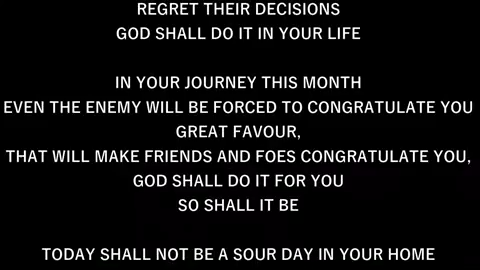 REGRET THEIR DECISIONS
GOD SHALL DO IT IN YOUR LIFE
IN YOUR JOURNEY THIS MONTH
EVEN THE ENEMY WILL BE FORCED TO CONGRATULATE YOU
GREAT FAVOUR,
THAT WILL MAKE FRIENDS AND FOES CONGRATULATE YOU,
GOD SHALL DO IT FOR YOU
SO SHALL IT BE
TODAY SHALL NOT BE A SOUR DAY IN YOUR HOME